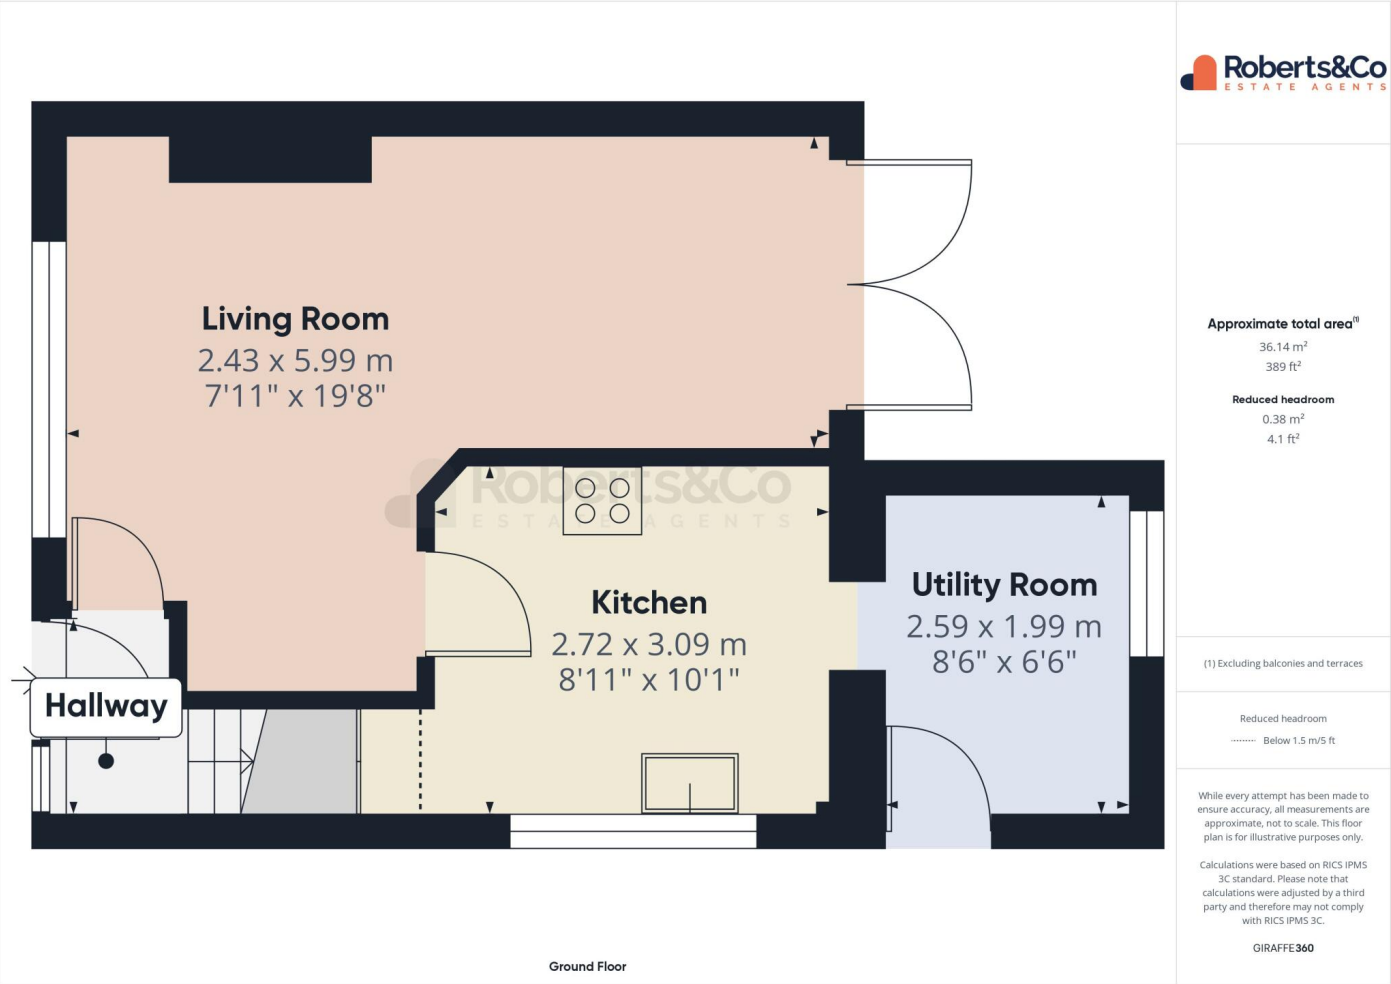 Roberts&Co
ESTATE AGENTS
Living Room
2.43 x 5.99 m
7'11" x 19'8"
Roberts&Co
ESTATE AGENTS
Kitchen
2.72 x 3.09 m
8'11" x 10'1"
Utility Room
2.59 x 1.99 m
8'6" x 6'6"
Hallway
Ground Floor
Approximate total area(1)
36.14 m²
389 ft²
Reduced headroom
0.38 m²
4.1 ft²
(1) Excluding balconies and terraces
Reduced headroom
Below 1.5 m/5 ft
While every attempt has been made to
ensure accuracy, all measurements are
approximate, not to scale. This floor
plan is for illustrative purposes only.
Calculations were based on RICS IPMS
3C standard. Please note that
calculations were adjusted by a third
party and therefore may not comply
with RICS IPMS 3C.
GIRAFFE360